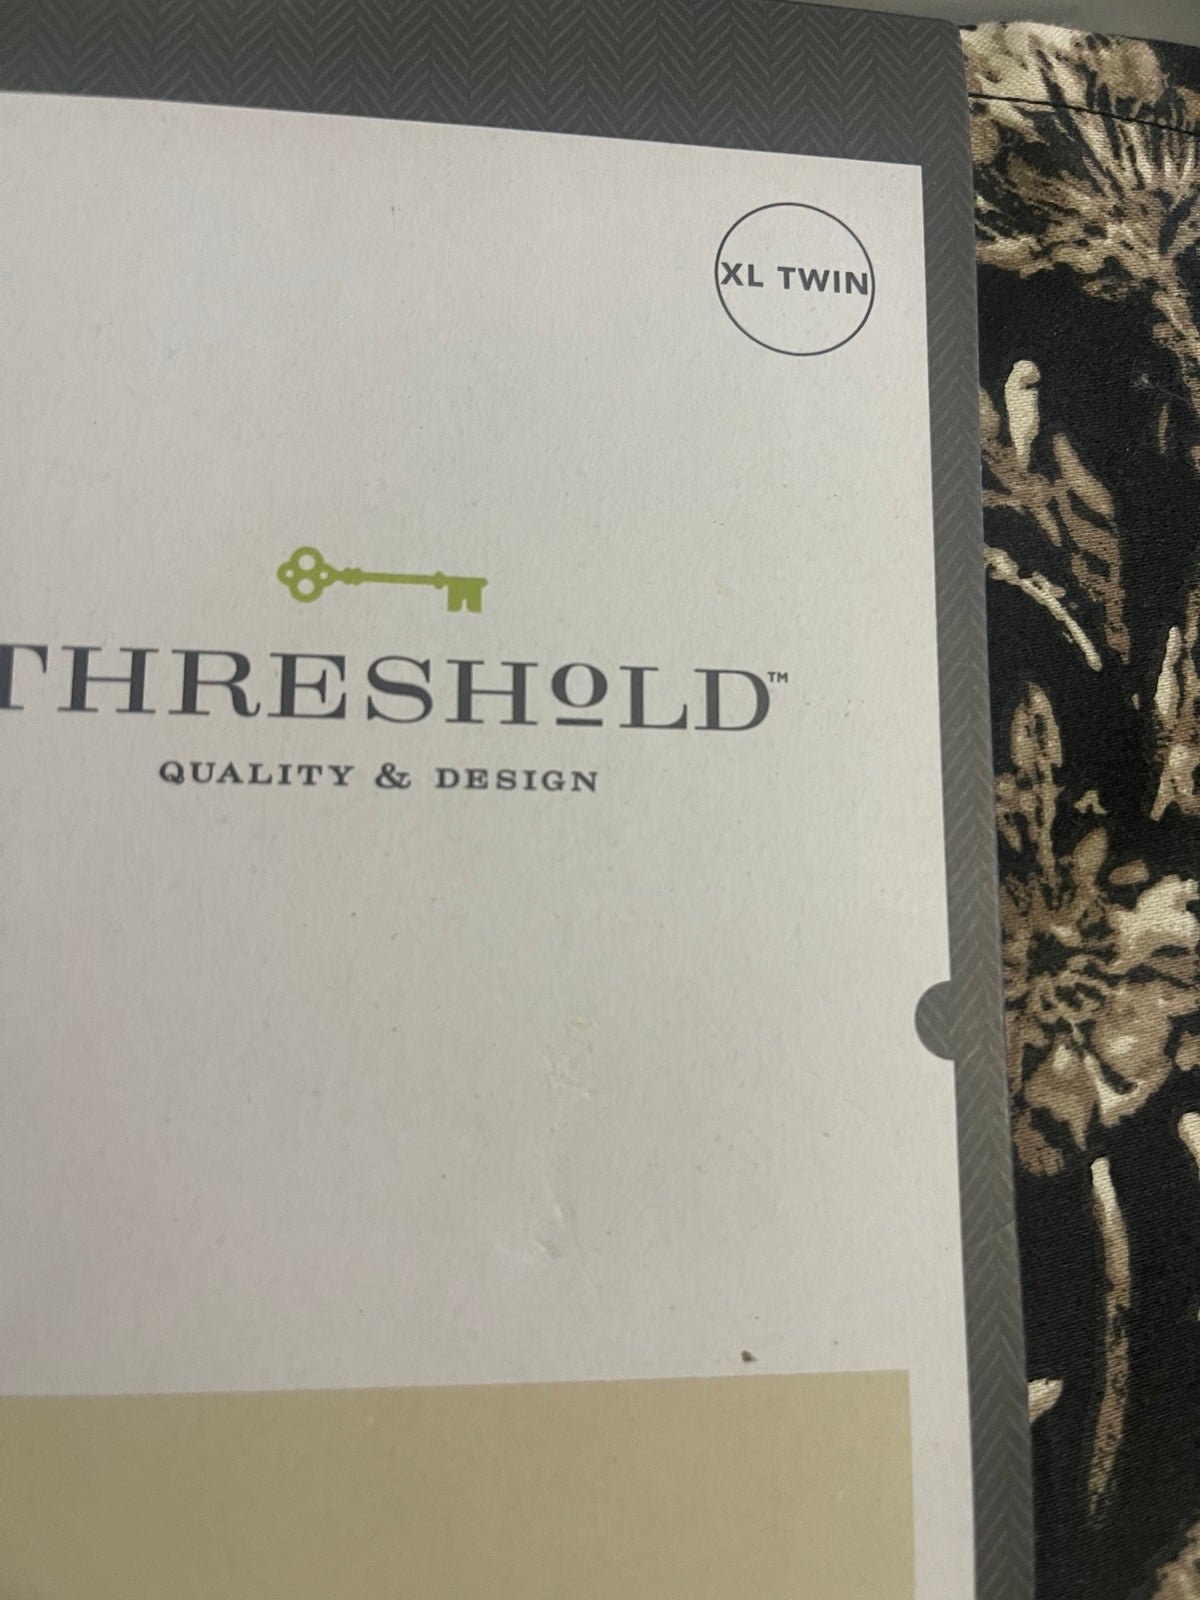 XL TWIN
THRESHOLD™
QUALITY & DESIGN